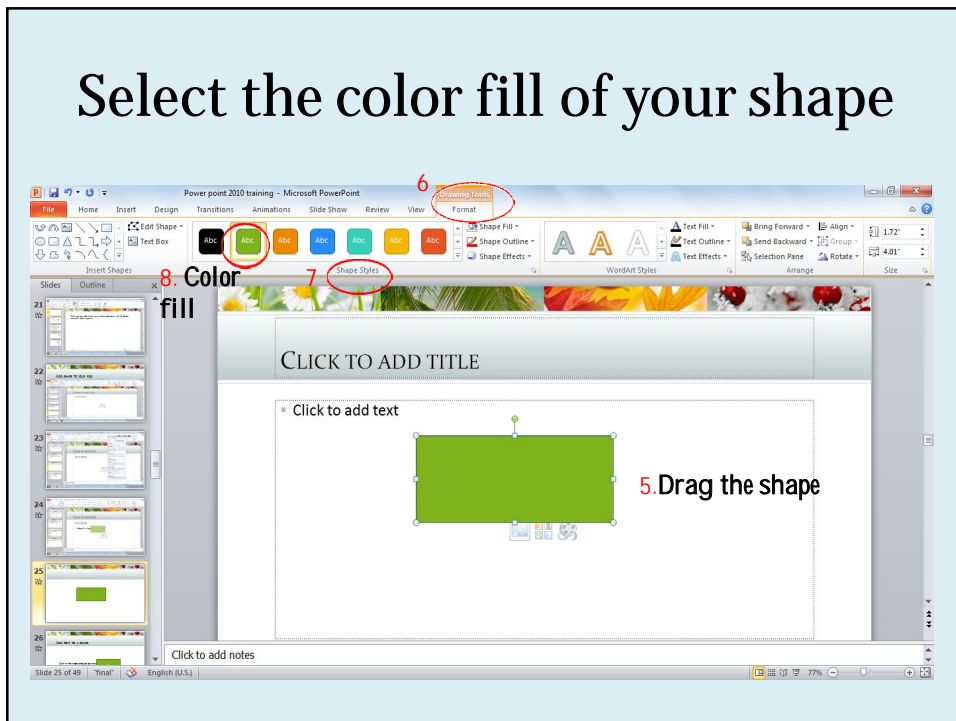 Select the color fill of your shape
Power point 2010 training - Microsoft PowerPoint
6
Drawing Tools
File Home Insert Design Transitions Animations Slide Show Review View Format
Edit Shape
Text Box
Insert Shapes
Abc Abc Abc Abc Abc Abc Abc
Shape Fill
Shape Outline
Shape Effects
7
Shape Styles
A A A
Text Fill
Text Outline
Text Effects
WordArt Styles
Bring Forward
Send Backward
Selection Pane
Align
Group
Rotate
Arrange
1.72"
4.01"
Size
8. Color
fill
Slides Outline
21
22
23
24
25
26
CLICK TO ADD TITLE
Click to add text
5.Drag the shape
Click to add notes
Slide 25 of 49 "final" English (U.S.) 77%